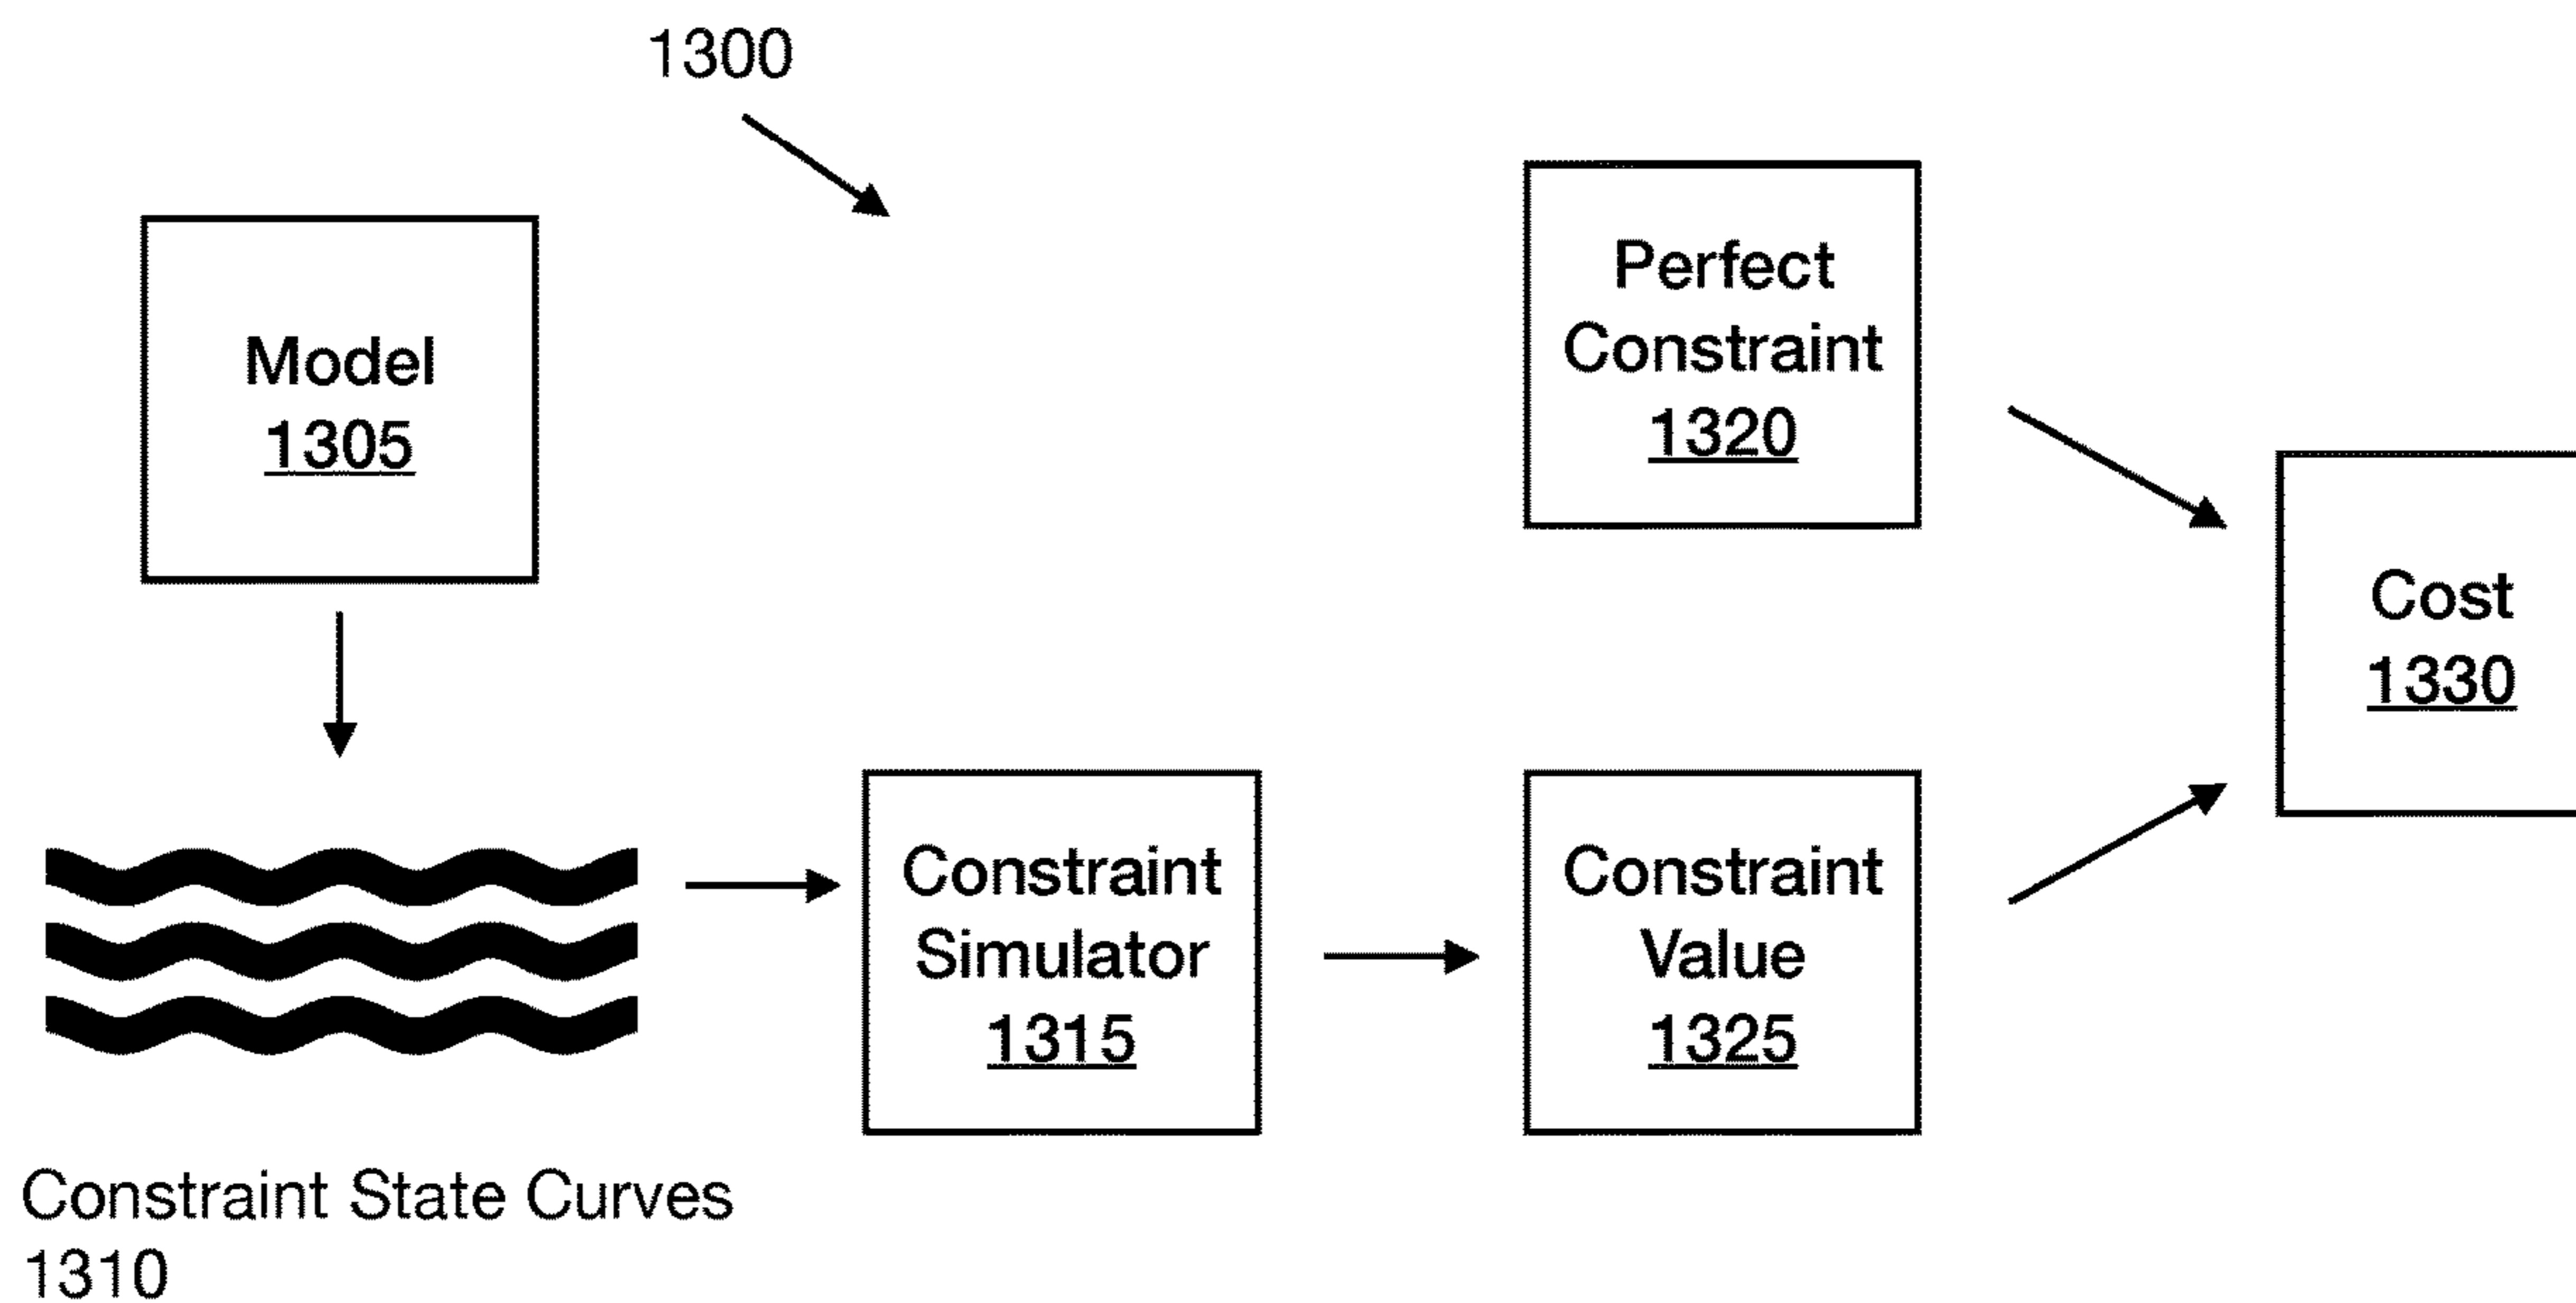 1300
Model
1305
Perfect
Constraint
1320
Cost
1330
Constraint
Simulator
1315
Constraint
Value
1325
Constraint State Curves
1310